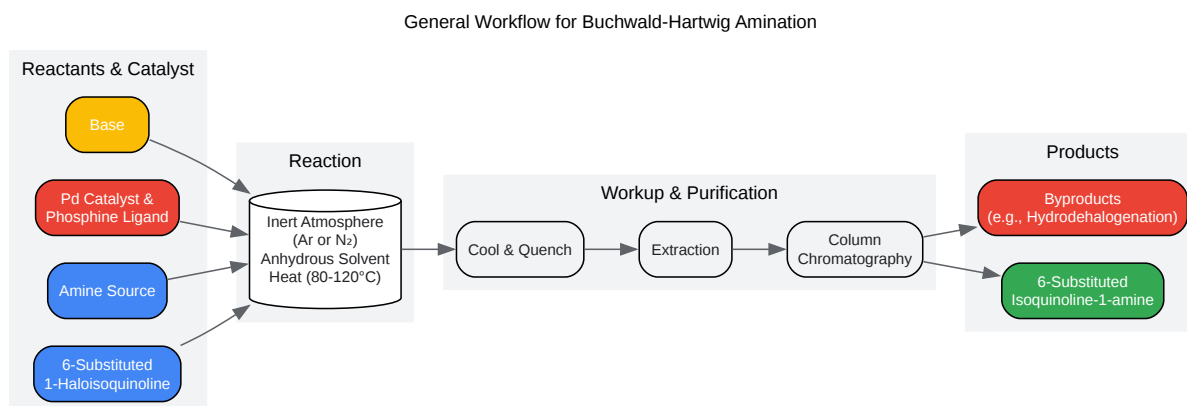 General Workflow for Buchwald-Hartwig Amination
Reactants & Catalyst
Base
Pd Catalyst &
Phosphine Ligand
Amine Source
6-Substituted
1-Haloisoquinoline
Reaction
Inert Atmosphere
(Ar or N₂)
Anhydrous Solvent
Heat (80-120°C)
Workup & Purification
Cool & Quench
Extraction
Column
Chromatography
Products
Byproducts
(e.g., Hydrodehalogenation)
6-Substituted
Isoquinoline-1-amine